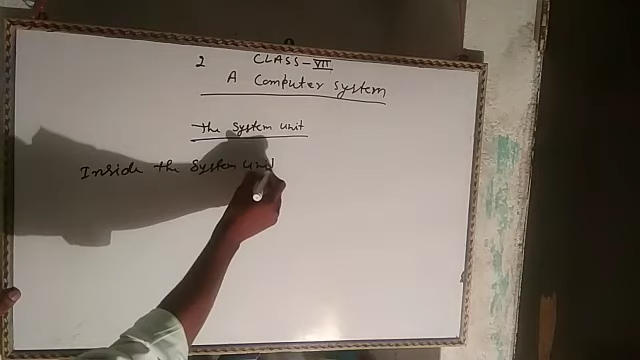 2 CLASS - VII
A Computer System
The System Unit
Inside the System Unit